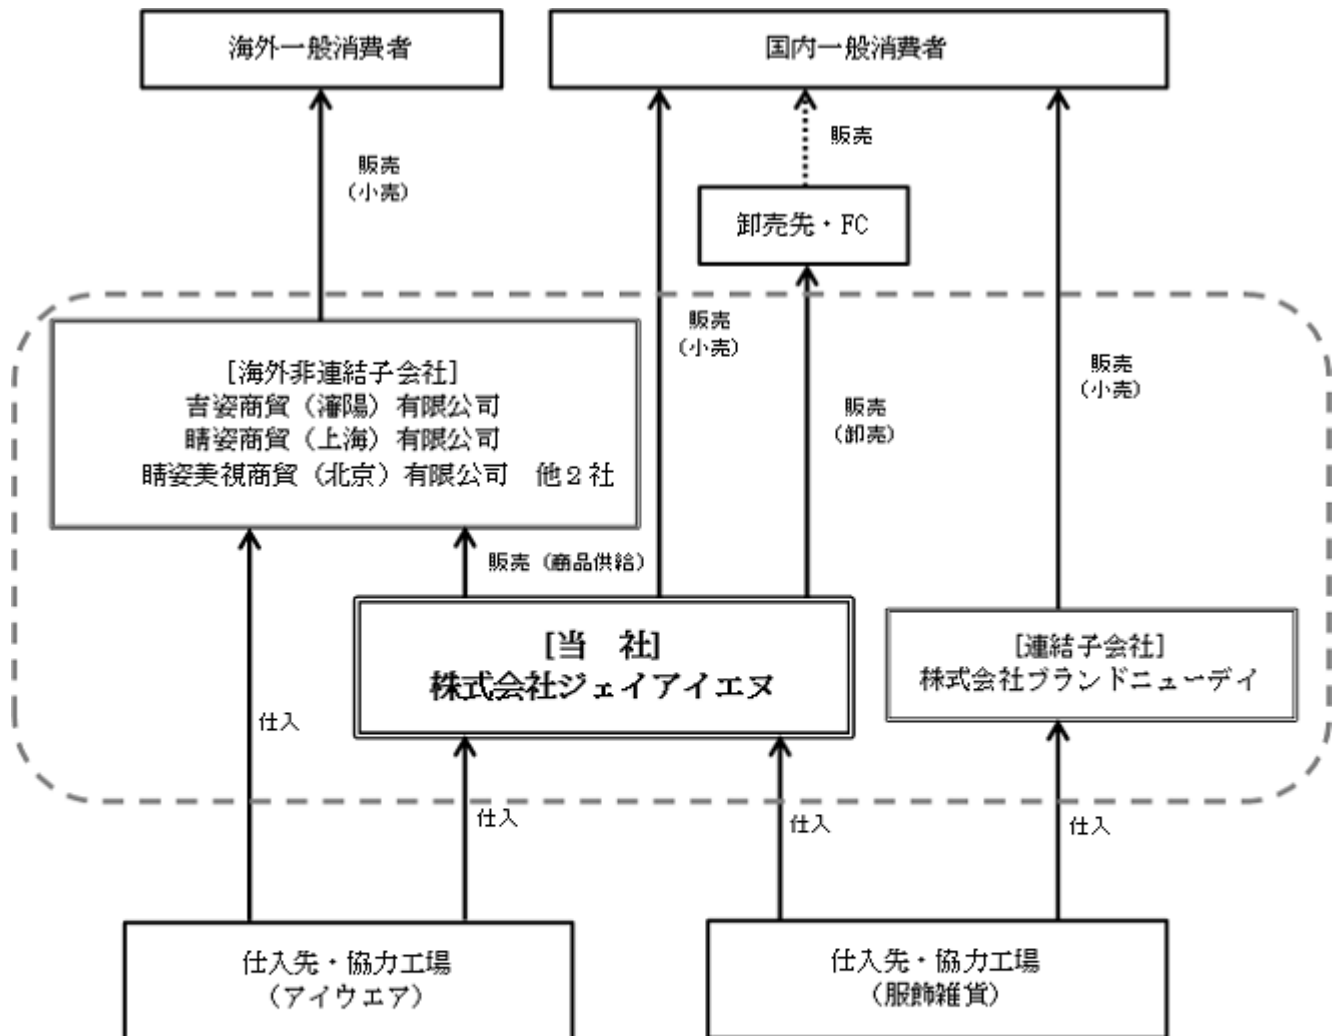 海外一般消費者
国内一般消費者
販売
販売
(小売)
卸売先・FC
販売
(小売)
販売
(小売)
[海外非連結子会社]
吉姿商貿（瀋陽）有限公司
睛姿商貿（上海）有限公司
睛姿美視商貿（北京）有限公司　他２社
販売
(卸売)
販売（商品供給）
[当　社]
株式会社ジェイアイエヌ
[連結子会社]
株式会社ブランドニューデイ
仕入
仕入
仕入
仕入
仕入先・協力工場
（アイウエア）
仕入先・協力工場
（服飾雑貨）